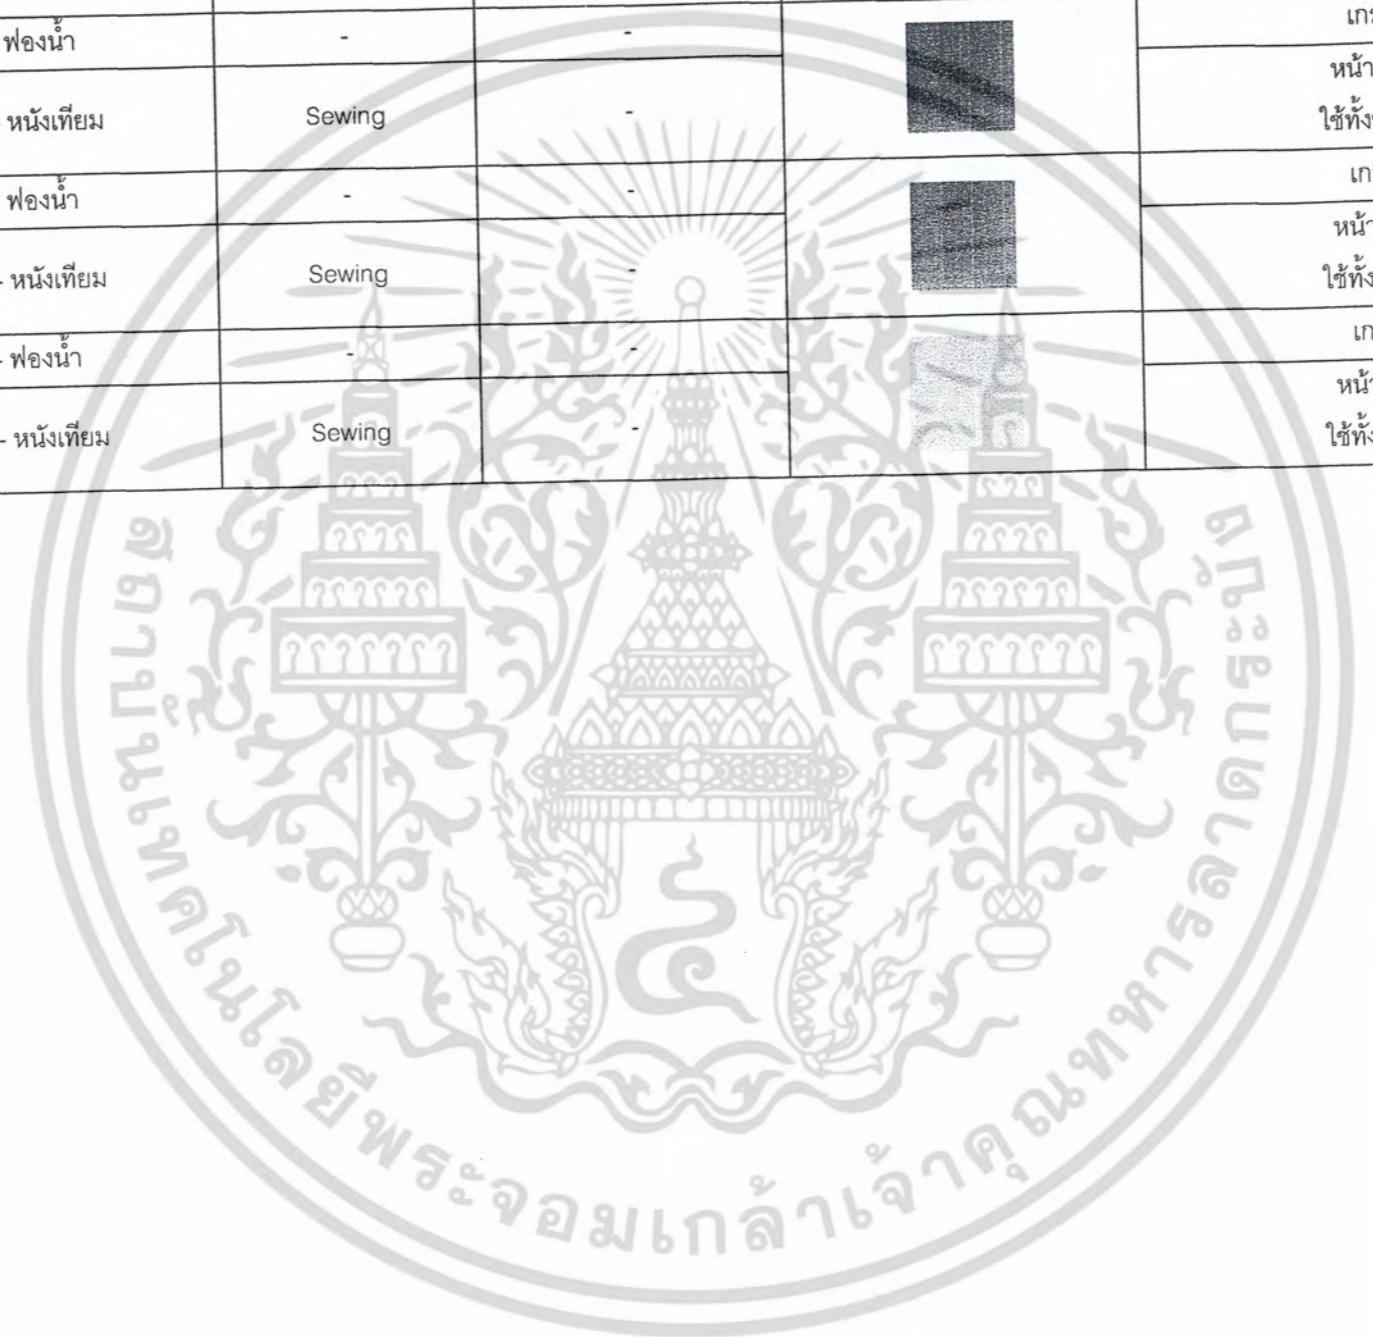 ฟองน้ำ - -
- หนังเทียม Sewing -
ฟองน้ำ - -
- หนังเทียม Sewing -
- ฟองน้ำ - -
- หนังเทียม Sewing -
สถาบันเทคโนโลยีพระจอมเกล้าเจ้าคุณทหารลาดกระบัง
๔